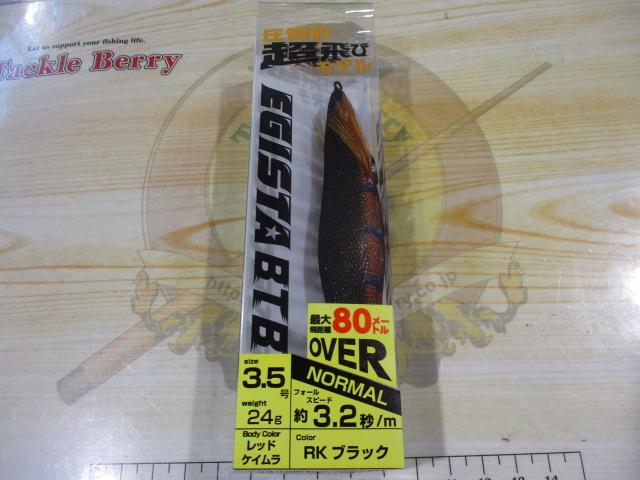 Let us support your fishing life.
Tackle Berry
圧倒的
超飛び
モデル
EGISTA BTB
最大
飛距離
80メートル
OVER
NORMAL
size
3.5号
weight
24g
フォール
スピード
約3.2秒/m
Body Color
レッド
ケイムラ
Color
RK ブラック